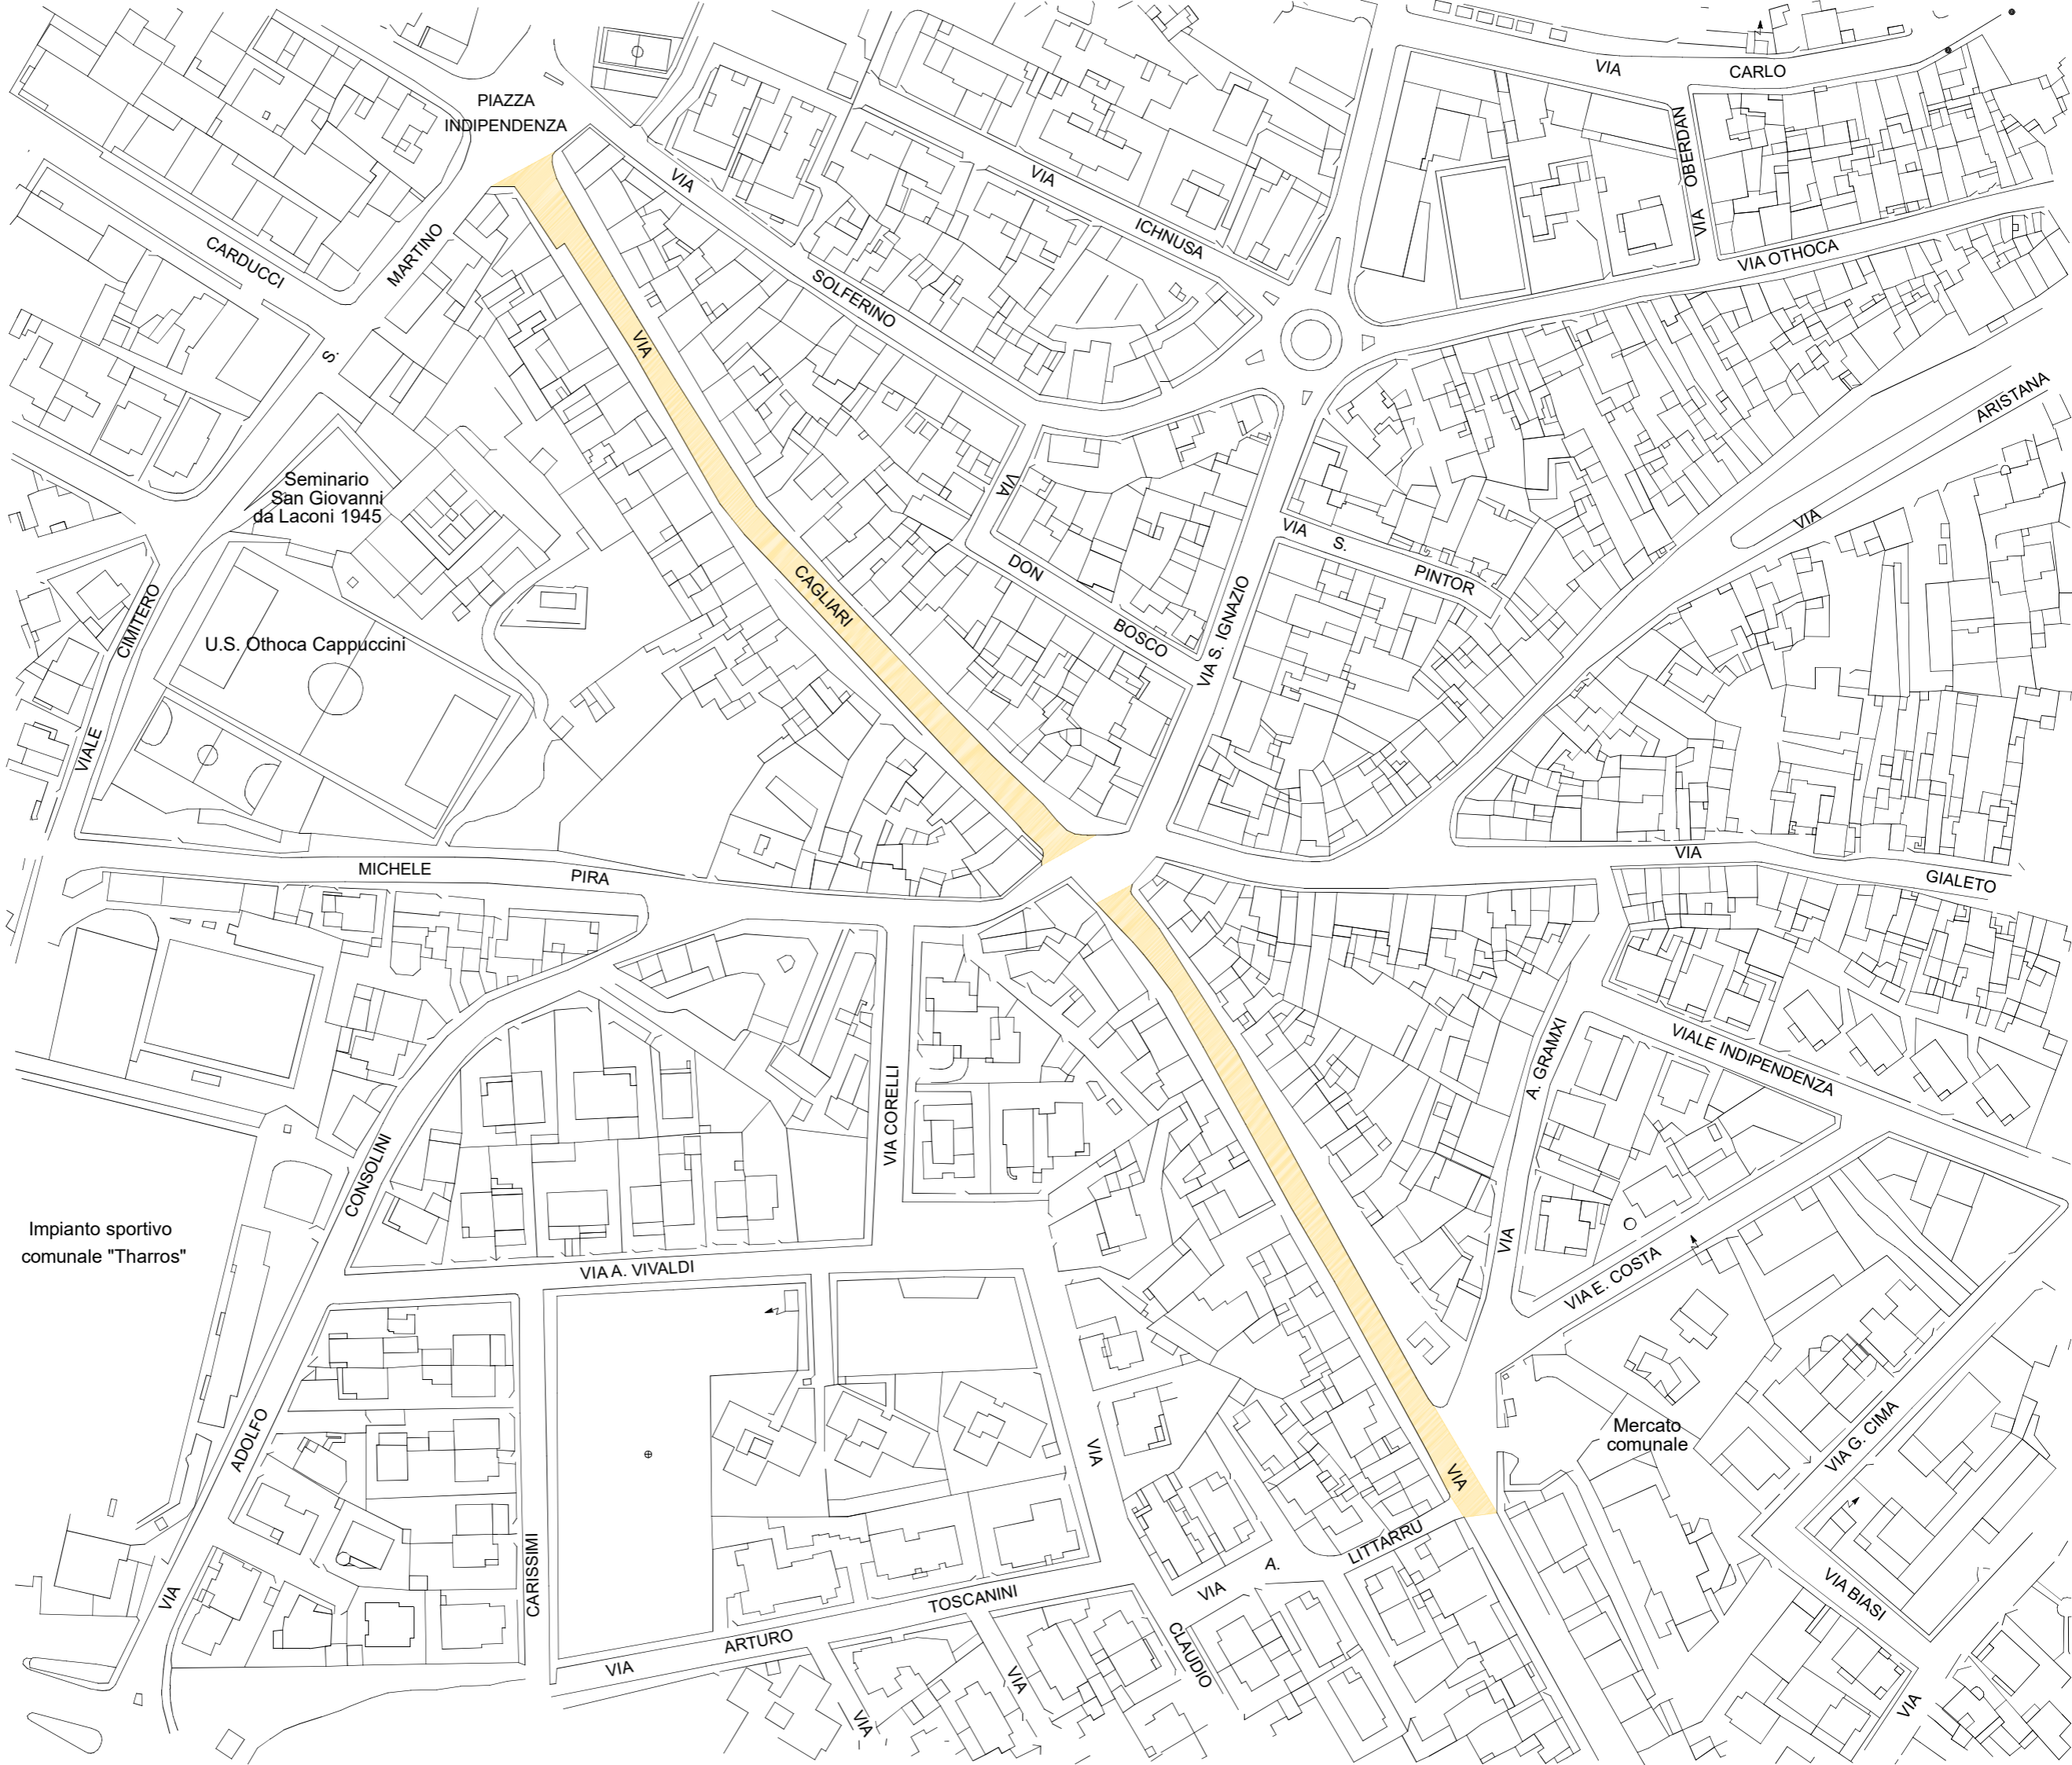 VIA
CARLO
PIAZZA
INDIPENDENZA
VIA
VIA
OBERDAN
VIA
ICHNUSA
VIA OTHOCA
CARDUCCI
MARTINO
S.
SOLFERINO
VIA
ARISTANA
VIA
Seminario
San Giovanni
da Laconi 1945
VIA
VIA
S.
PINTOR
CAGLIARI
DON
BOSCO
VIA S. IGNAZIO
CIMITERO
VIALE
U.S. Othoca Cappuccini
MICHELE
PIRA
VIA
GIALETO
A. GRAMXI
VIA
VIALE INDIPENDENZA
VIA CORELLI
CONSOLINI
ADOLFO
VIA
Impianto sportivo
comunale "Tharros"
VIA A. VIVALDI
VIA E. COSTA
Mercato
comunale
VIA G. CIMA
VIA
VIA
CARISSIMI
LITTARRU
A.
VIA
VIA BIASI
TOSCANINI
ARTURO
VIA
CLAUDIO
VIA
VIA
VIA